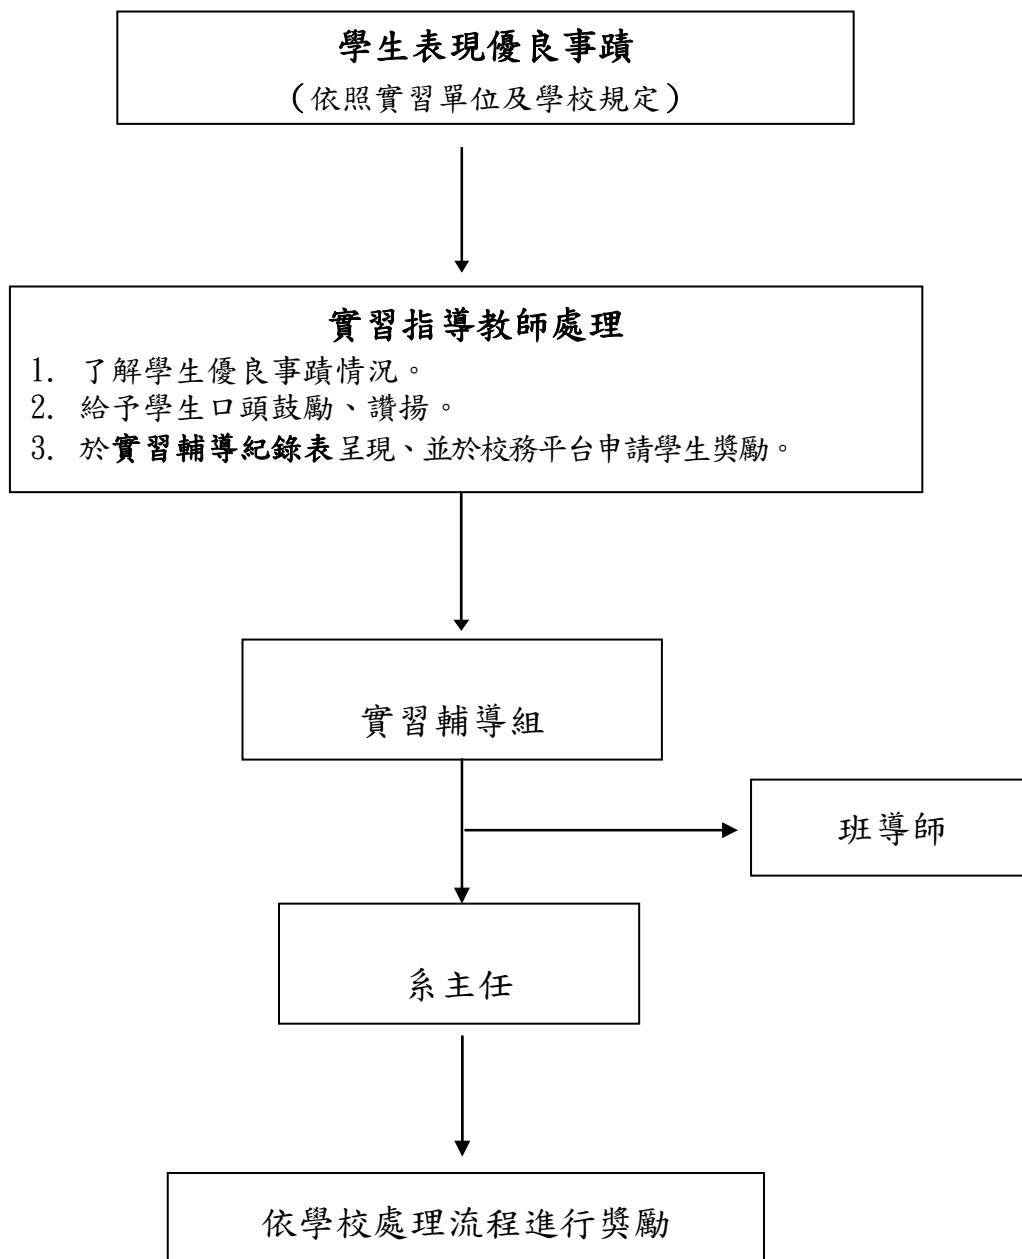 學生表現優良事蹟
(依照實習單位及學校規定)
實習指導教師處理
1. 了解學生優良事蹟情況。
2. 給予學生口頭鼓勵、讚揚。
3. 於實習輔導紀錄表呈現、並於校務平台申請學生獎勵。
實習輔導組
班導師
系主任
依學校處理流程進行獎勵